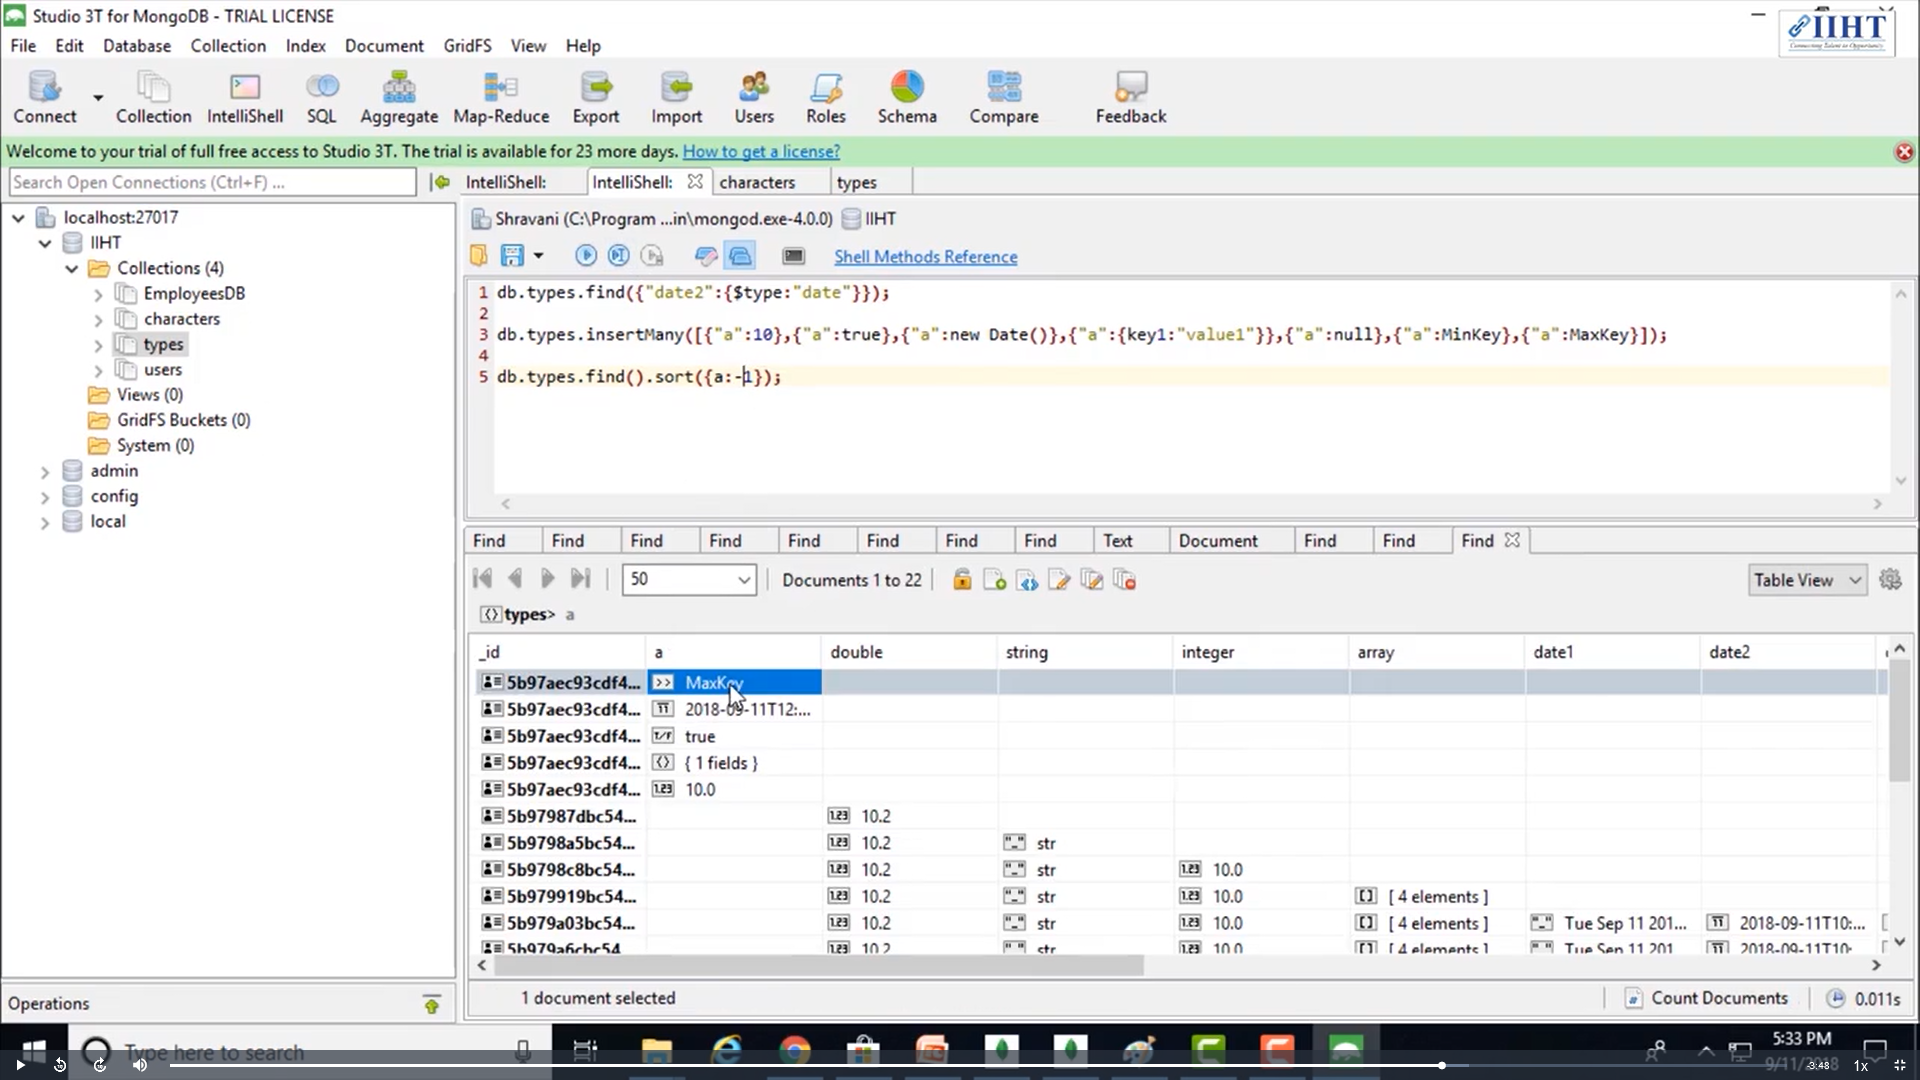 Studio 3T for MongoDB - TRIAL LICENSE
IIHT
File Edit Database Collection Index Document GridFS View Help
Connect Collection IntelliShell SQL Aggregate Map-Reduce Export Import Users Roles Schema Compare Feedback
Welcome to your trial of full free access to Studio 3T. The trial is available for 23 more days. How to get a license?
Search Open Connections (Ctrl+F) ...
IntelliShell: IntelliShell: characters types
localhost:27017
IIHT
Collections (4)
EmployeesDB
characters
types
users
Views (0)
GridFS Buckets (0)
System (0)
admin
config
local
Shravani (C:\Program ...in\mongod.exe-4.0.0) IIHT
Shell Methods Reference
1 db.types.find({"date2":{$type:"date"}});
2
3 db.types.insertMany([{"a":10},{"a":true},{"a":new Date()},{"a":{key1:"value1"}},{"a":null},{"a":MinKey},{"a":MaxKey}]);
4
5 db.types.find().sort({a:-1});
Find Find Find Find Find Find Find Find Text Document Find Find Find
50 Documents 1 to 22 Table View
types> a
_id a double string integer array date1 date2
5b97aec93cdf4... MaxKey
5b97aec93cdf4... 2018-09-11T12:...
5b97aec93cdf4... true
5b97aec93cdf4... { 1 fields }
5b97aec93cdf4... 10.0
5b97987dbc54... 10.2
5b9798a5bc54... 10.2 str
5b9798c8bc54... 10.2 str 10.0
5b979919bc54... 10.2 str 10.0 [ 4 elements ]
5b979a03bc54... 10.2 str 10.0 [ 4 elements ] Tue Sep 11 201... 2018-09-11T10:...
5b979a6cbc54 10.2 str 10.0 [ 4 elements ] Tue Sep 11 201 2018-09-11T10:
Operations
1 document selected
Count Documents 0.011s
Type here to search
5:33 PM
9/11/2018
-3:48 1x